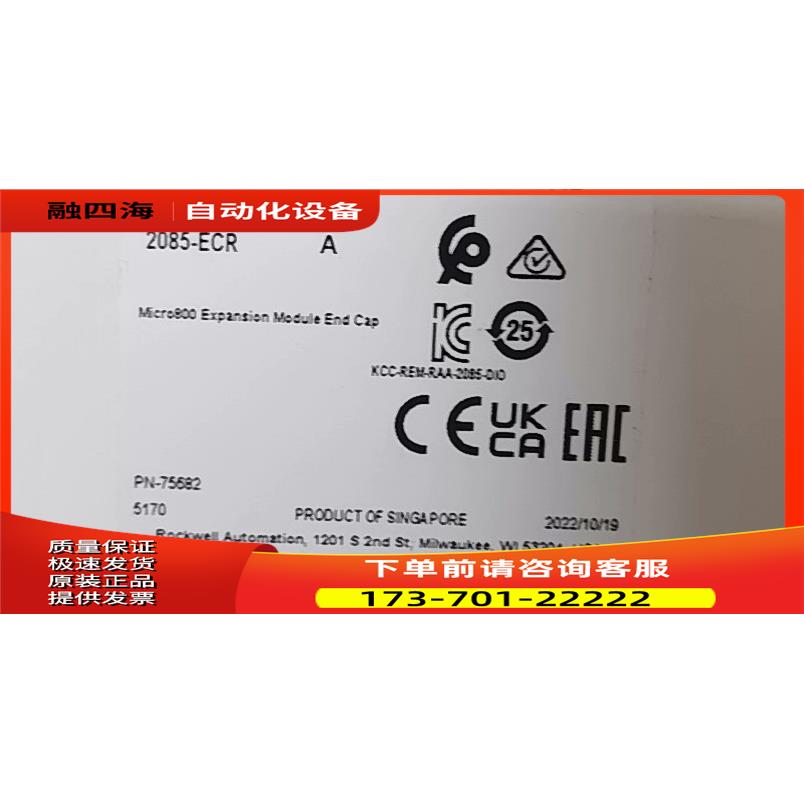 融四海 自动化设备
2085-ECR A
Micro800 Expansion Module End Cap
25
KCC-REM-RAA-2085-DIO
CE UK CA EAC
PN-75682
5170 PRODUCT OF SINGAPORE 2022/10/19
Rockwell Automation, 1201 S 2nd St, Milwaukee, WI 53204
质量保证
极速发货
原装正品
提供发票
下单前请咨询客服
173-701-22222